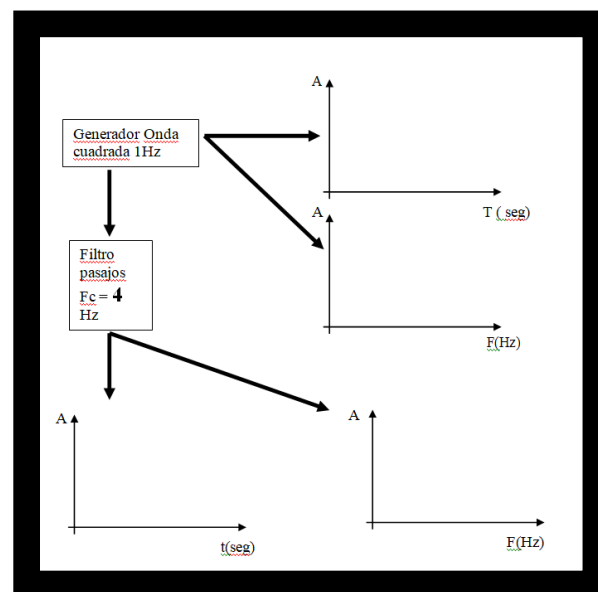 A
Generador Onda
cuadrada 1Hz
A
T ( seg)
Filtro
pasajos
Fc = 4
Hz
F(Hz)
A
A
t(seg)
F(Hz)